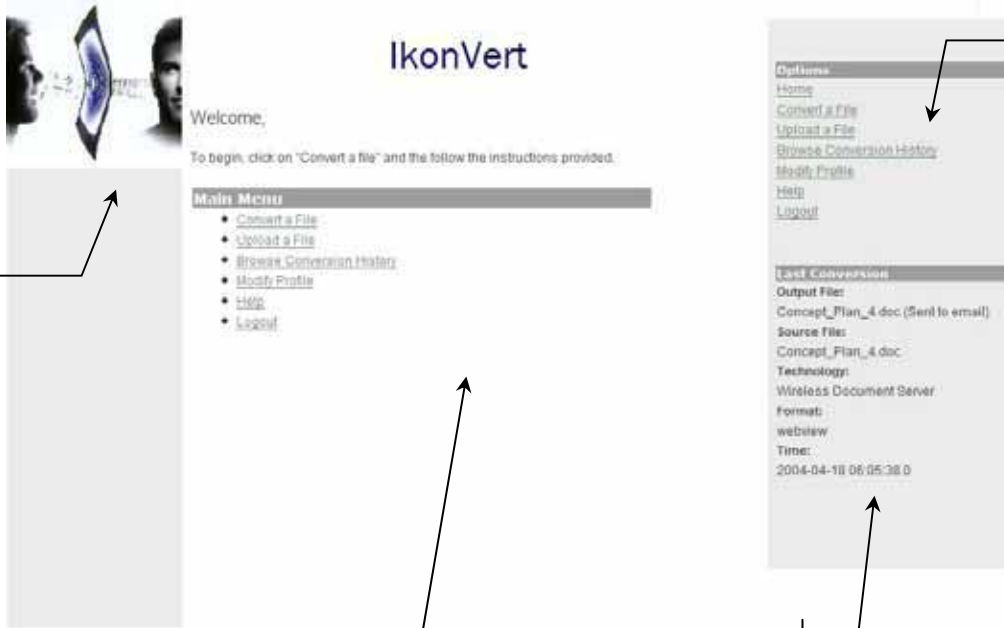 IkonVert
Welcome,
To begin, click on "Convert a file" and the follow the instructions provided.
Main Menu
Convert a File
Upload a File
Browse Conversion History
Modify Profile
Help
Logout
Options
Home
Convert a File
Upload a File
Browse Conversion History
Modify Profile
Help
Logout
Last Conversion
Output File:
Concept_Plan_4.doc (Sent to email)
Source File:
Concept_Plan_4.doc
Technology:
Wireless Document Server
Format:
webview
Time:
2004-04-18 06:05:38.0